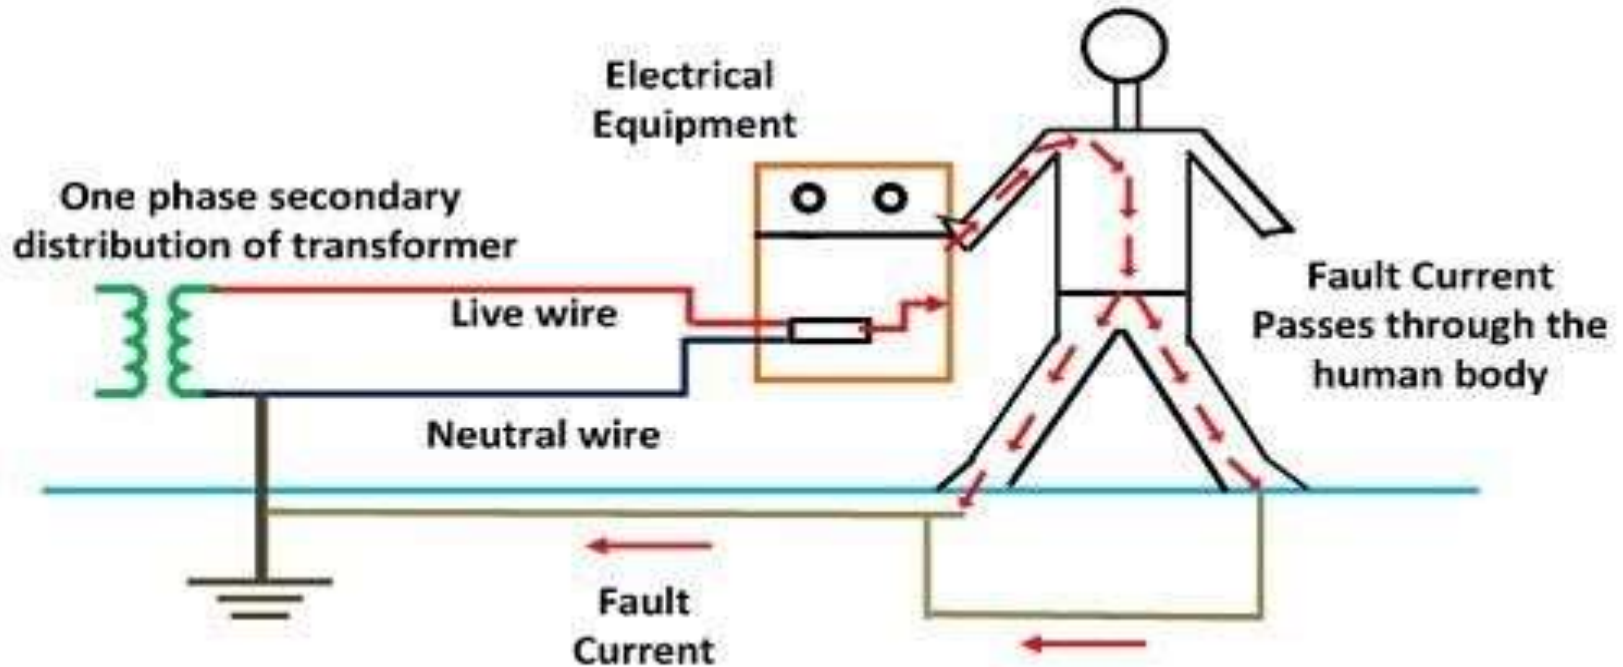 Electrical
Equipment
One phase secondary
distribution of transformer
Live wire
Fault Current
Passes through the
human body
Neutral wire
Fault
Current